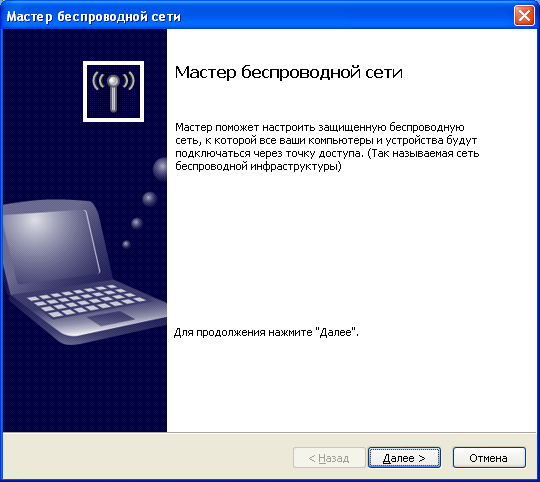 Мастер беспроводной сети
Мастер беспроводной сети
Мастер поможет настроить защищенную беспроводную
сеть, к которой все ваши компьютеры и устройства будут
подключаться через точку доступа. (Так называемая сеть
беспроводной инфраструктуры)
Для продолжения нажмите "Далее".
< Назад
Далее >
Отмена